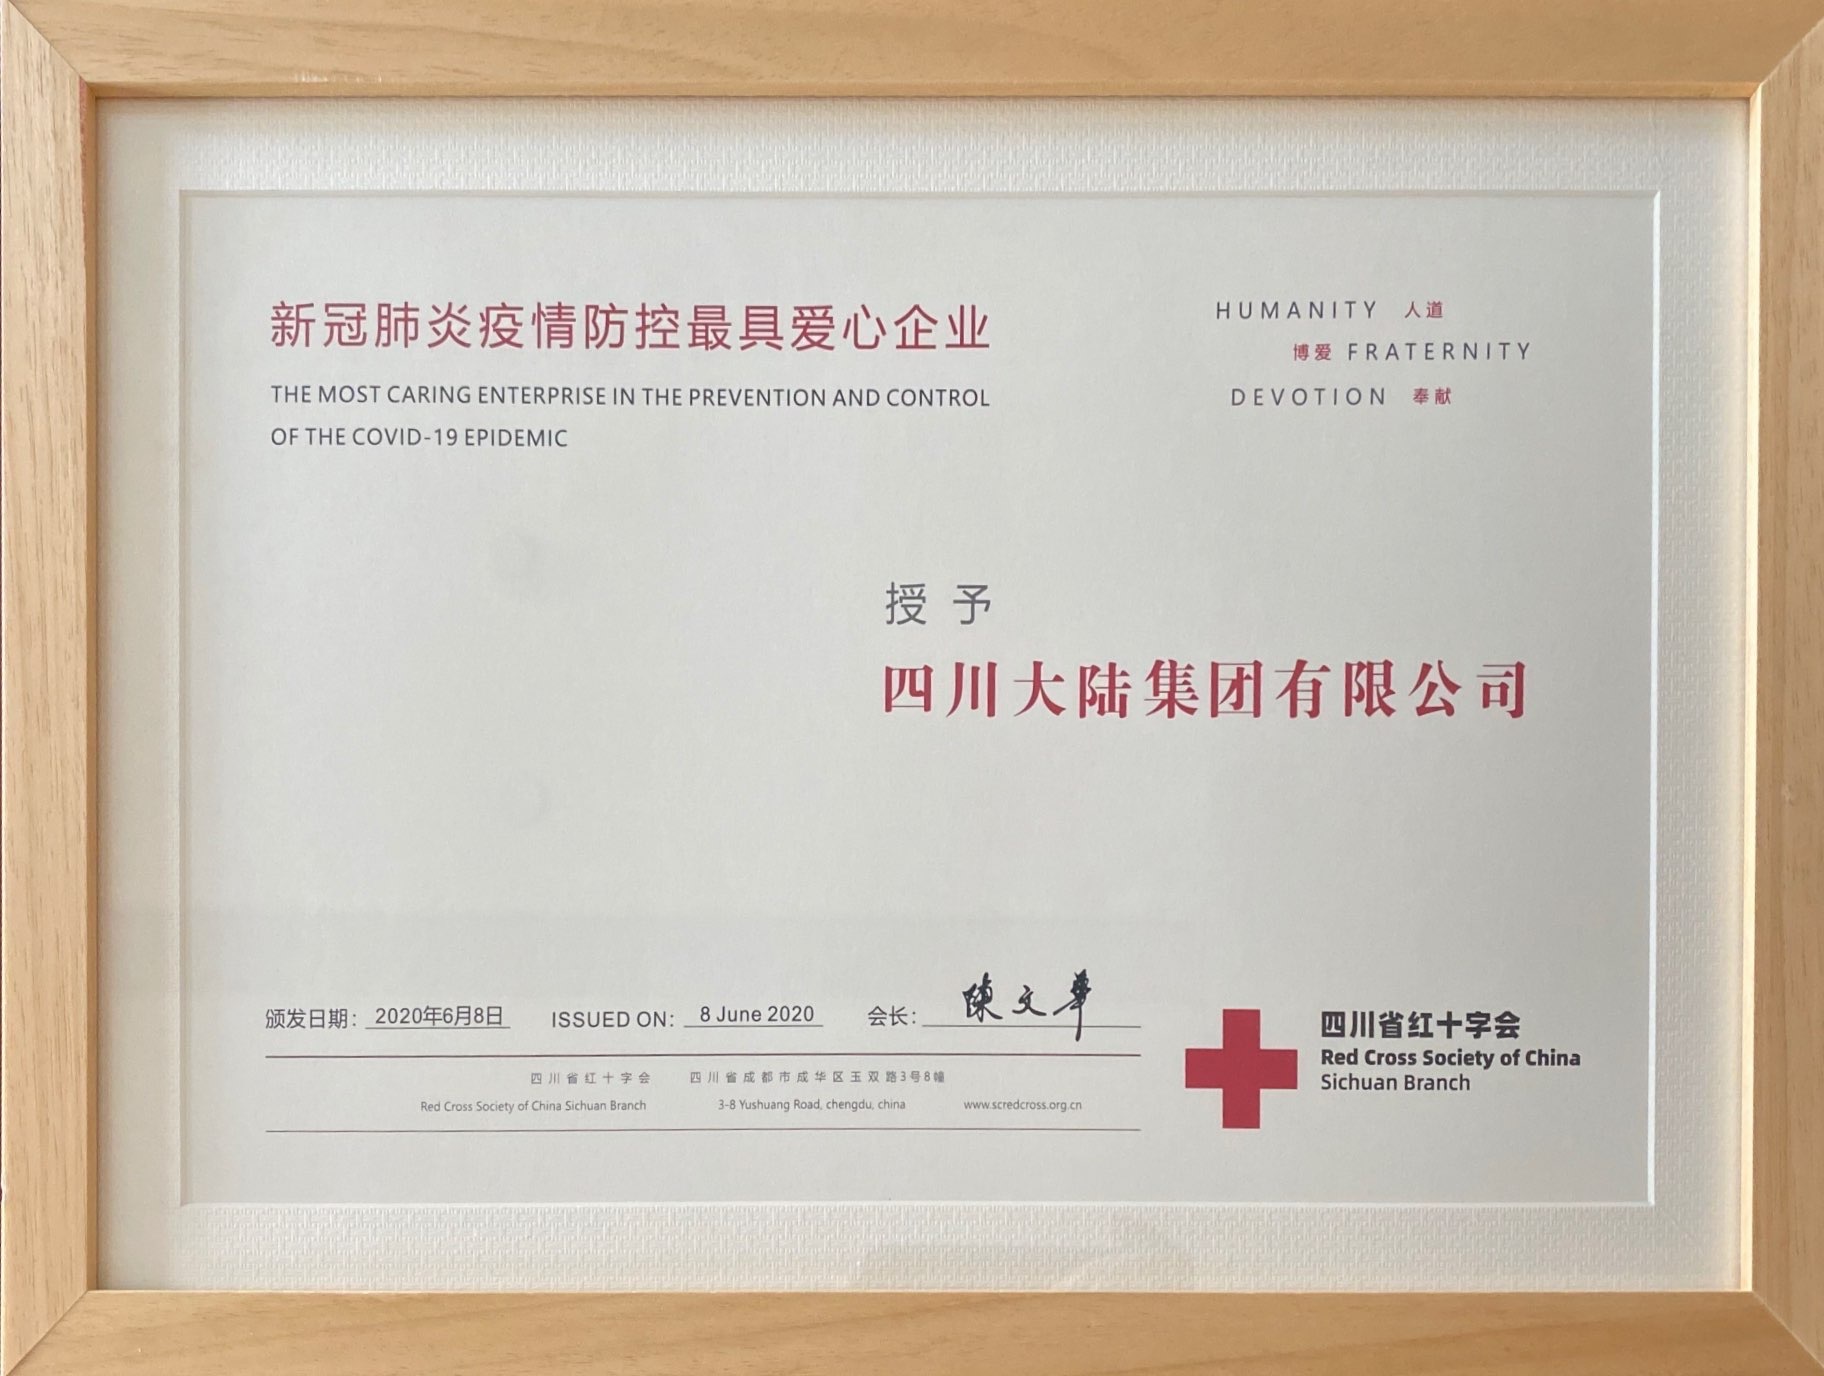 新冠肺炎疫情防控最具爱心企业
THE MOST CARING ENTERPRISE IN THE PREVENTION AND CONTROL
OF THE COVID-19 EPIDEMIC
HUMANITY 人道
博爱 FRATERNITY
DEVOTION 奉献
授予
四川大陆集团有限公司
颁发日期: 2020年6月8日 ISSUED ON: 8 June 2020 会长: 陳文華
四川省红十字会 四川省成都市成华区玉双路3号8幢
Red Cross Society of China Sichuan Branch 3-8 Yushuang Road, chengdu, china www.scredcross.org.cn
四川省红十字会
Red Cross Society of China
Sichuan Branch